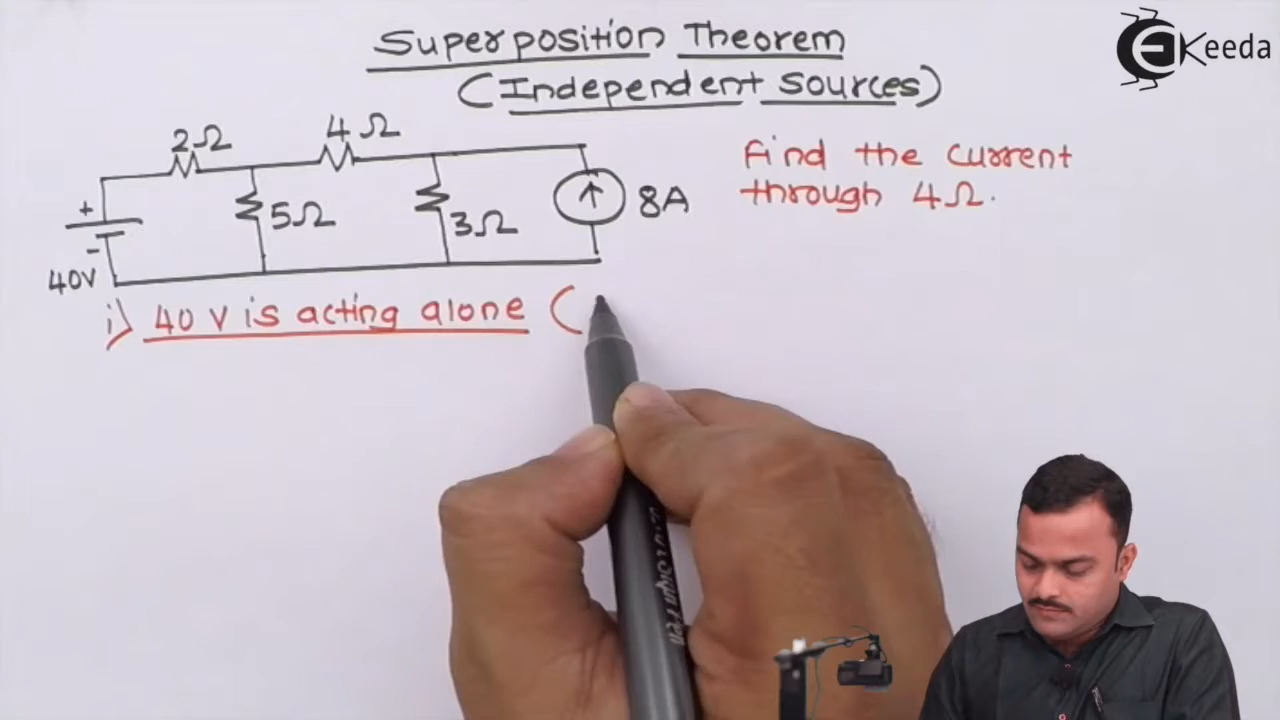 Superposition Theorem
(Independent Sources)
EKeeda
2Ω
4Ω
5Ω
3Ω
8A
+
-
40V
Find the current
through 4Ω.
i) 40 V is acting alone (